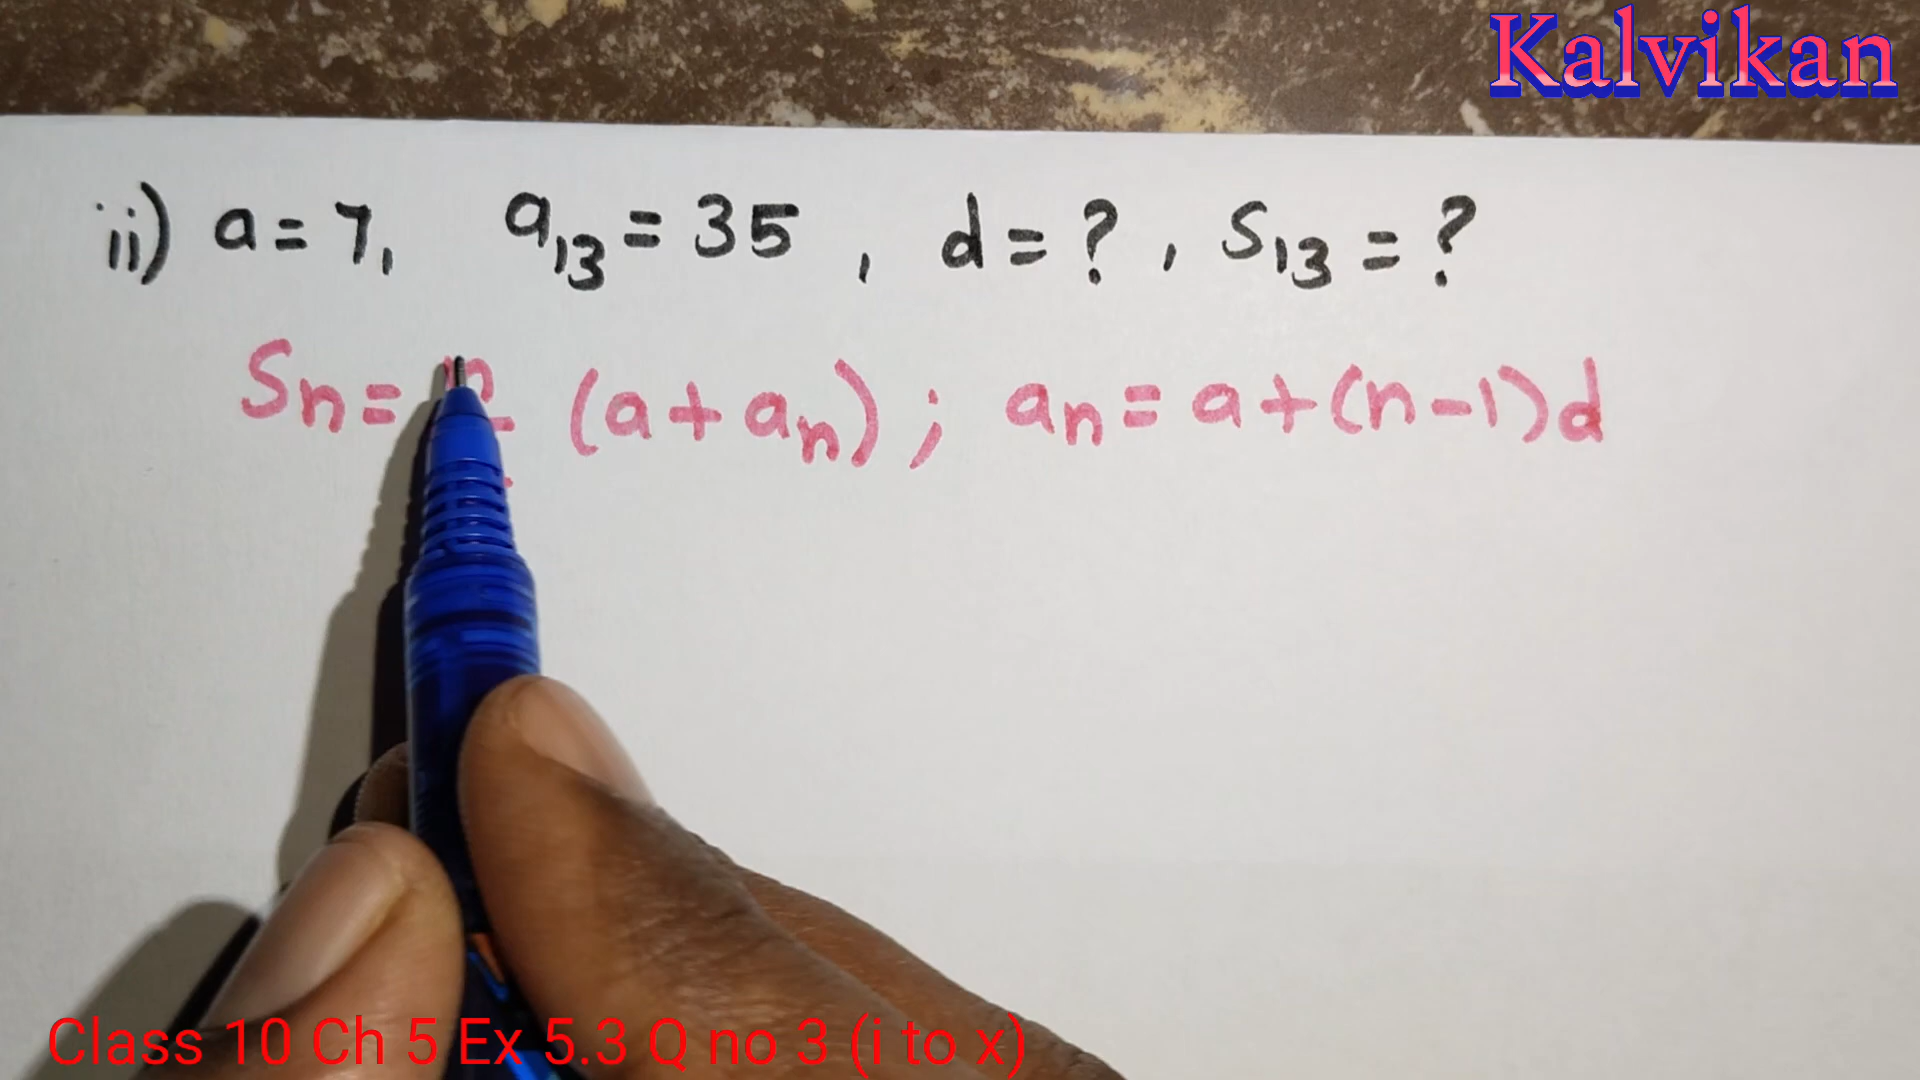 Kalvikan
ii) a = 7, a₁₃ = 35 , d = ? , S₁₃ = ?
Sn = n (a + an) ; an = a + (n - 1) d
Class 10 Ch 5 Ex 5.3 Q no 3 (i to x)